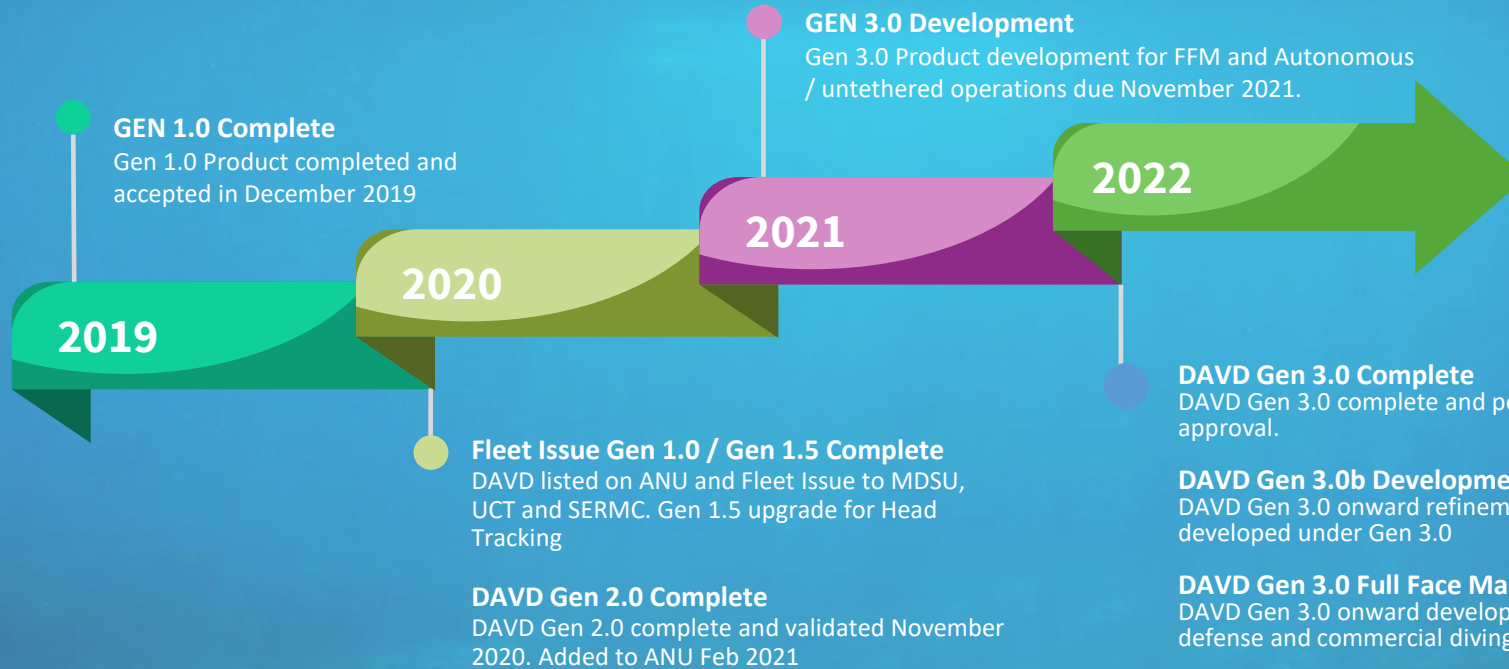 GEN 3.0 Development
Gen 3.0 Product development for FFM and Autonomous
/ untethered operations due November 2021.
GEN 1.0 Complete
Gen 1.0 Product completed and
accepted in December 2019
2022
2021
2020
2019
Fleet Issue Gen 1.0 / Gen 1.5 Complete
DAVD listed on ANU and Fleet Issue to MDSU,
UCT and SERMC. Gen 1.5 upgrade for Head
Tracking
DAVD Gen 2.0 Complete
DAVD Gen 2.0 complete and validated November
2020. Added to ANU Feb 2021
DAVD Gen 3.0 Complete
DAVD Gen 3.0 complete and
approval.
DAVD Gen 3.0b
DAVD Gen 3.0 onward
developed under Gen 3.0
DAVD Gen 3.0 Full Face
DAVD Gen 3.0 onward
defense and commercial diving